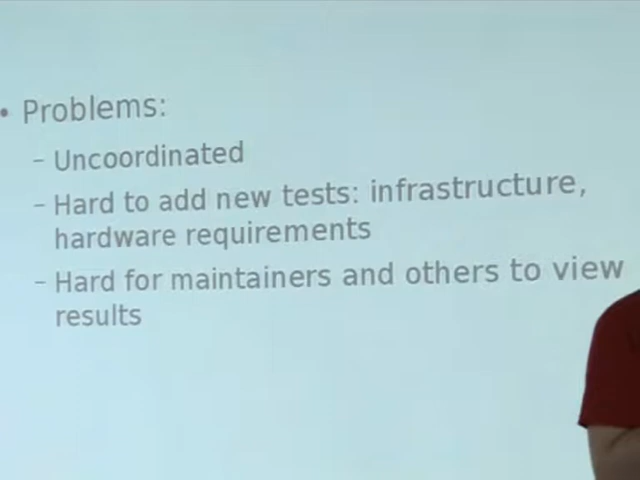 • Problems:
– Uncoordinated
– Hard to add new tests: infrastructure,
hardware requirements
– Hard for maintainers and others to view
results